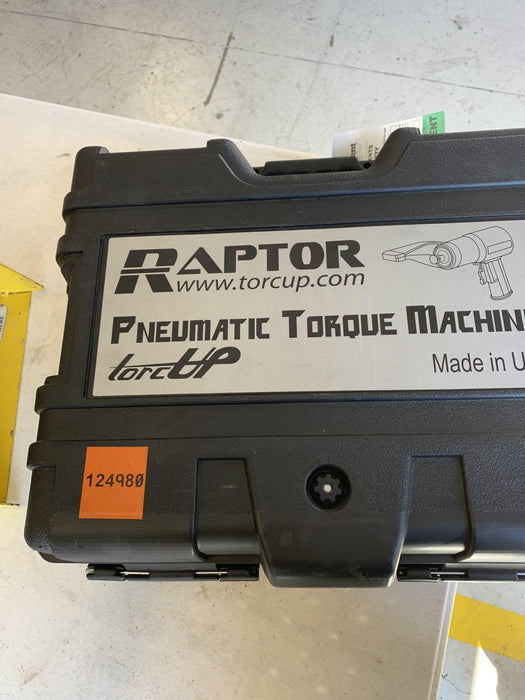 RAPTOR
www.torcup.com
PNEUMATIC TORQUE MACHIN
torcUP
Made in U
124980